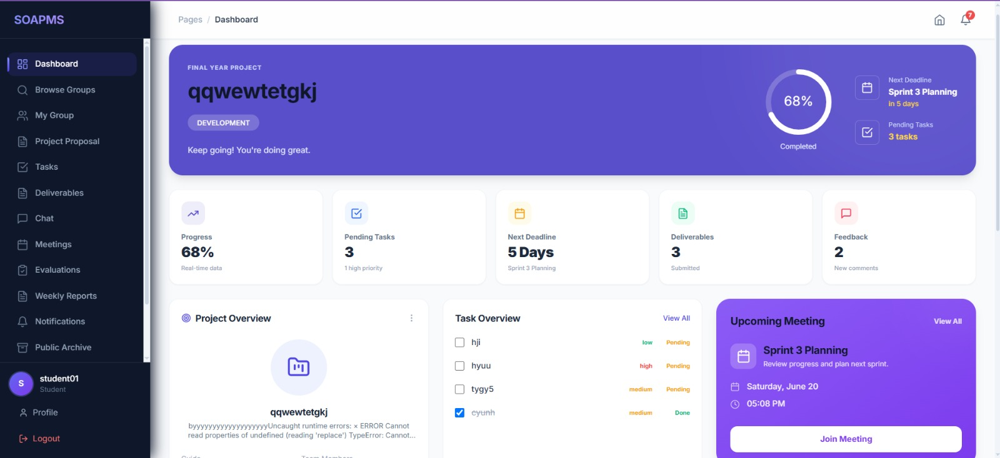 SOAPMS
Pages / Dashboard
7
Dashboard
Browse Groups
My Group
Project Proposal
Tasks
Deliverables
Chat
Meetings
Evaluations
Weekly Reports
Notifications
Public Archive
S
student01
Student
Profile
Logout
FINAL YEAR PROJECT
qqwewtetgkj
DEVELOPMENT
Keep going! You're doing great.
68%
Completed
Next Deadline
Sprint 3 Planning
in 5 days
Pending Tasks
3 tasks
Progress
68%
Real-time data
Pending Tasks
3
1 high priority
Next Deadline
5 Days
Sprint 3 Planning
Deliverables
3
Submitted
Feedback
2
New comments
Project Overview
qqwewtetgkj
byyyyyyyyyyyyyyyyyyyUncaught runtime errors: × ERROR Cannot
read properties of undefined (reading 'replace') TypeError: Cannot...
Guide
Team Members
Task Overview
View All
hji low Pending
hyuu high Pending
tygy5 medium Pending
cyunh medium Done
Upcoming Meeting
View All
Sprint 3 Planning
Review progress and plan next sprint.
Saturday, June 20
05:08 PM
Join Meeting